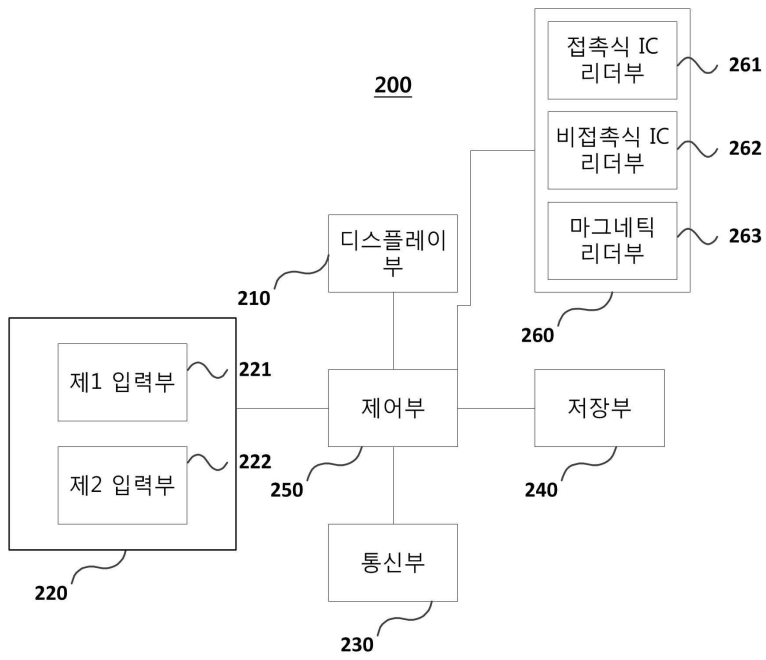 접촉식 IC
리더부
261
200
비접촉식 IC
리더부
262
마그네틱
리더부
263
디스플레이
부
210
260
제1 입력부
221
제어부
저장부
제2 입력부
222
250
240
통신부
220
230